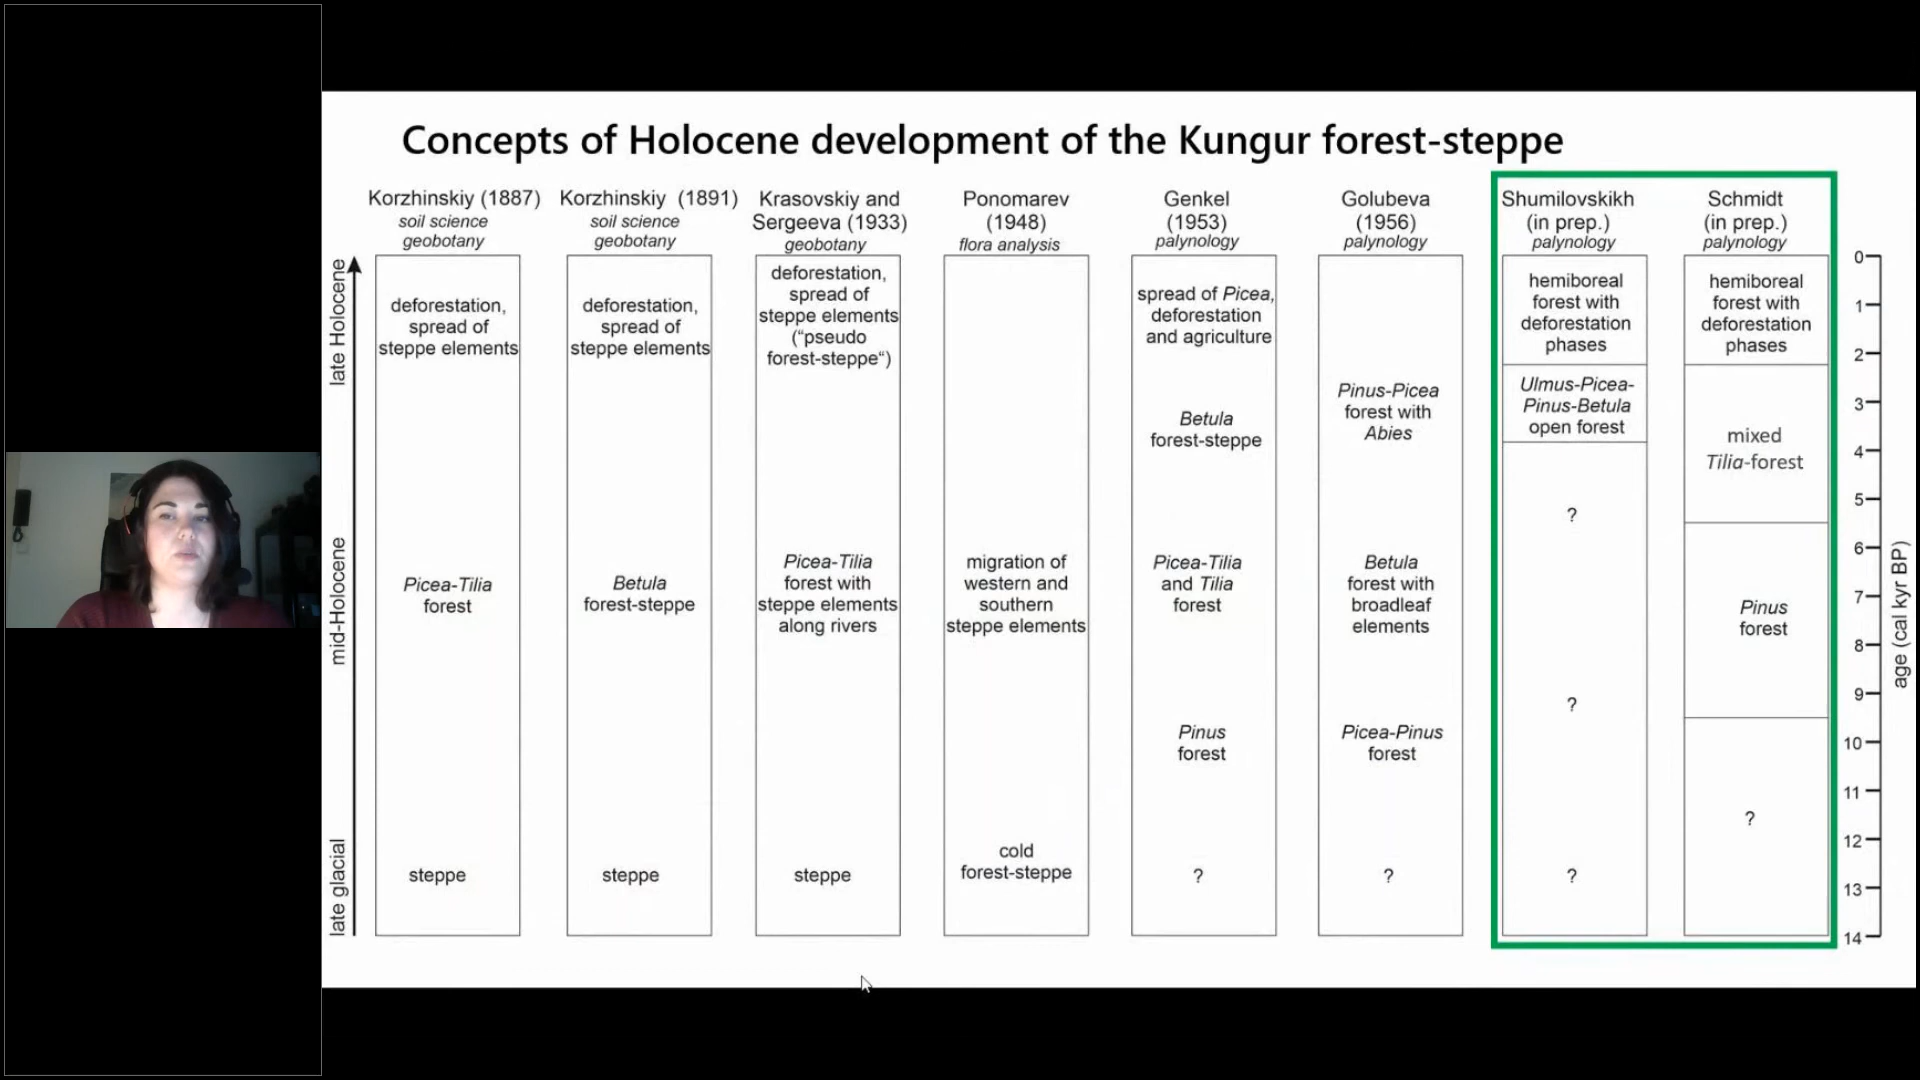 Concepts of Holocene development of the Kungur forest-steppe
Korzhinskiy (1887)
soil science
geobotany
Korzhinskiy (1891)
soil science
geobotany
Krasovskiy and
Sergeeva (1933)
geobotany
Ponomarev
(1948)
flora analysis
Genkel
(1953)
palynology
Golubeva
(1956)
palynology
Shumilovskikh
(in prep.)
palynology
Schmidt
(in prep.)
palynology
late Holocene
mid-Holocene
late glacial
deforestation,
spread of
steppe elements
Picea-Tilia
forest
steppe
deforestation,
spread of
steppe elements
Betula
forest-steppe
steppe
deforestation,
spread of
steppe elements
("pseudo
forest-steppe“)
Picea-Tilia
forest with
steppe elements
along rivers
steppe
migration of
western and
southern
steppe elements
cold
forest-steppe
spread of Picea,
deforestation
and agriculture
Betula
forest-steppe
Picea-Tilia
and Tilia
forest
Pinus
forest
?
Pinus-Picea
forest with
Abies
Betula
forest with
broadleaf
elements
Picea-Pinus
forest
?
hemiboreal
forest with
deforestation
phases
Ulmus-Picea-
Pinus-Betula
open forest
?
?
?
hemiboreal
forest with
deforestation
phases
mixed
Tilia-forest
Pinus
forest
?
0
1
2
3
4
5
6
7
8
9
10
11
12
13
14
age (cal kyr BP)